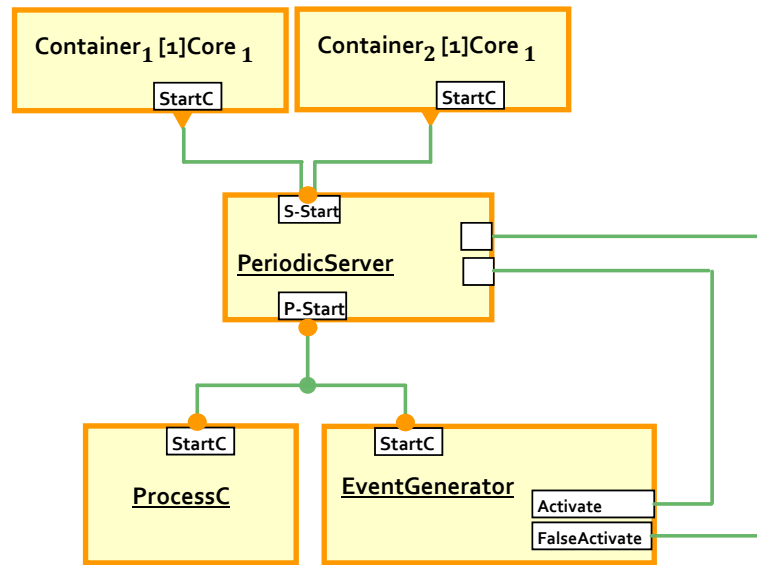 Container₁ [1]Core ₁
Container₂ [1]Core ₁
StartC
StartC
S-Start
PeriodicServer
P-Start
StartC
StartC
ProcessC
EventGenerator
Activate
FalseActivate